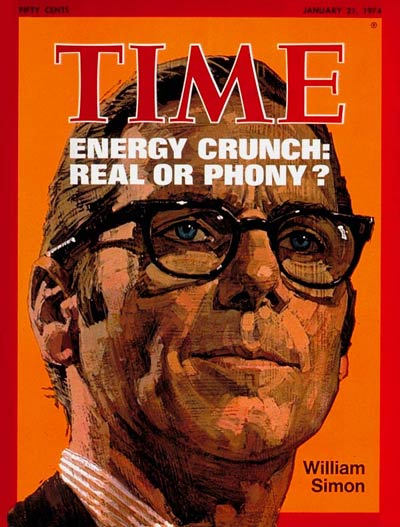 FIFTY CENTS
JANUARY 21, 1974
TIME
®
ENERGY CRUNCH:
REAL OR PHONY?
William
Simon